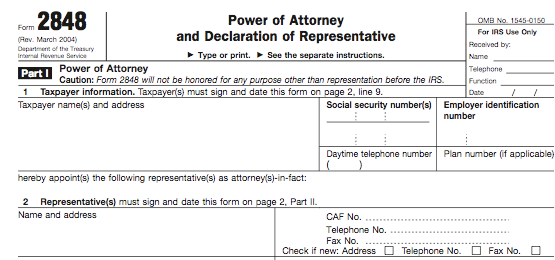 Form 2848
(Rev. March 2004)
Department of the Treasury
Internal Revenue Service
Power of Attorney
and Declaration of Representative
► Type or print. ► See the separate instructions.
OMB No. 1545-0150
For IRS Use Only
Received by:
Name
Telephone
Function
Date / /
Part I Power of Attorney
Caution: Form 2848 will not be honored for any purpose other than representation before the IRS.
1 Taxpayer information. Taxpayer(s) must sign and date this form on page 2, line 9.
Taxpayer name(s) and address
Social security number(s)
Employer identification
number
Daytime telephone number
( )
Plan number (if applicable)
hereby appoint(s) the following representative(s) as attorney(s)-in-fact:
2 Representative(s) must sign and date this form on page 2, Part II.
Name and address
CAF No.
Telephone No.
Fax No.
Check if new: Address Telephone No. Fax No.